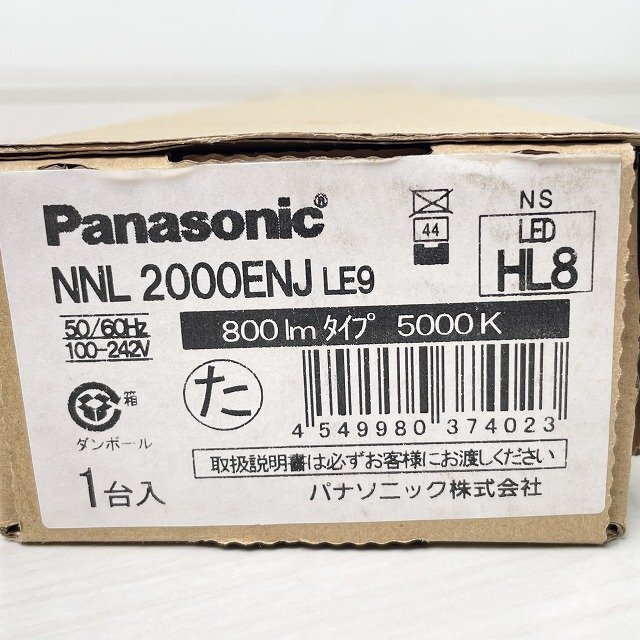 Panasonic®
NNL 2000ENJ LE9
44
NS
LED
HL8
50/60Hz
100-242V
800 lm タイプ 5000K
た
箱
ダンボール
4 549980 374023
取扱説明書は必ずお客様にお渡しください
1台入
パナソニック株式会社